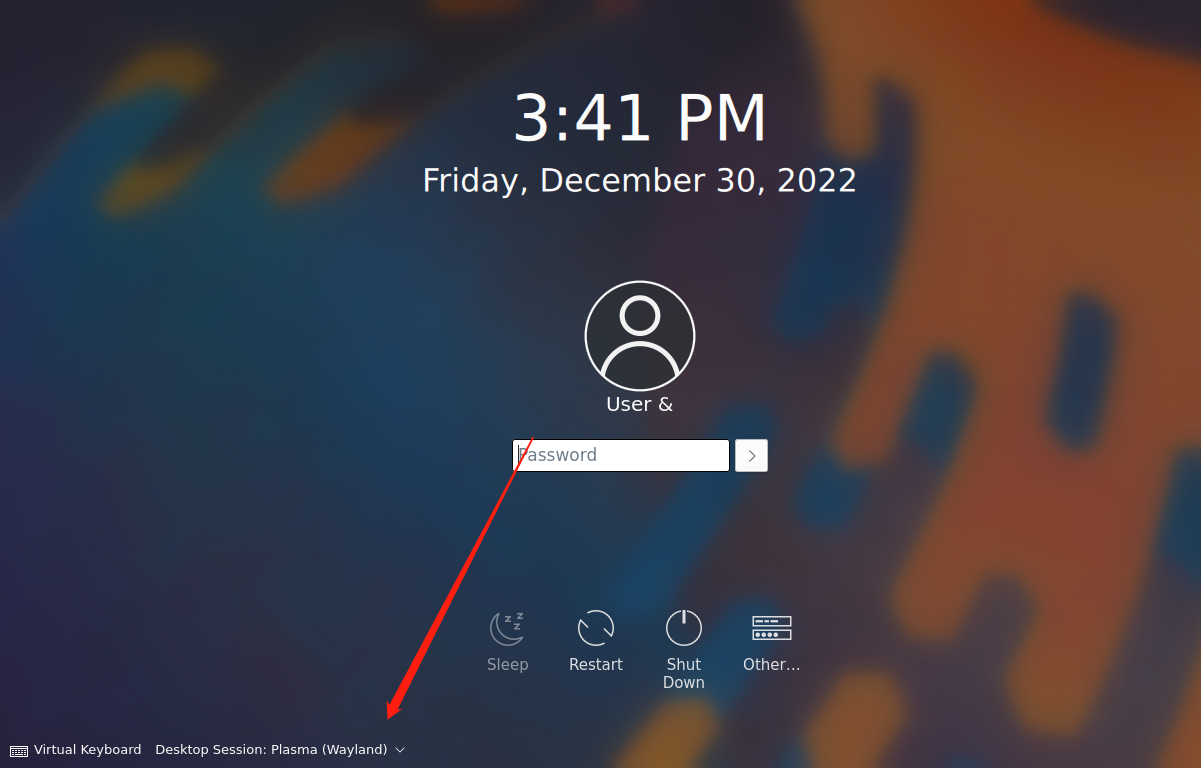 3:41 PM
Friday, December 30, 2022
User &
Password
Sleep
Restart
Shut
Down
Other...
Virtual Keyboard
Desktop Session: Plasma (Wayland)